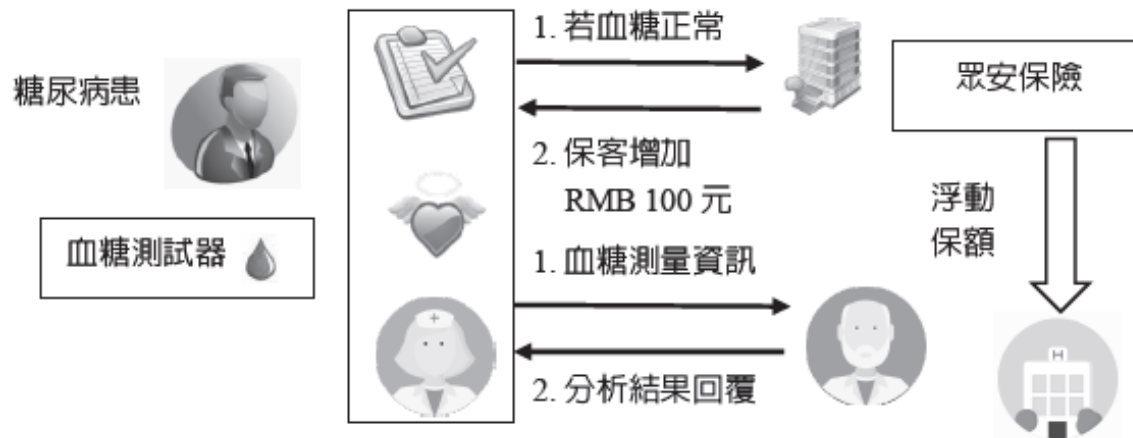 糖尿病患
血糖測試器
1. 若血糖正常
2. 保客增加
RMB 100 元
1. 血糖測量資訊
2. 分析結果回覆
眾安保險
浮動
保額
H